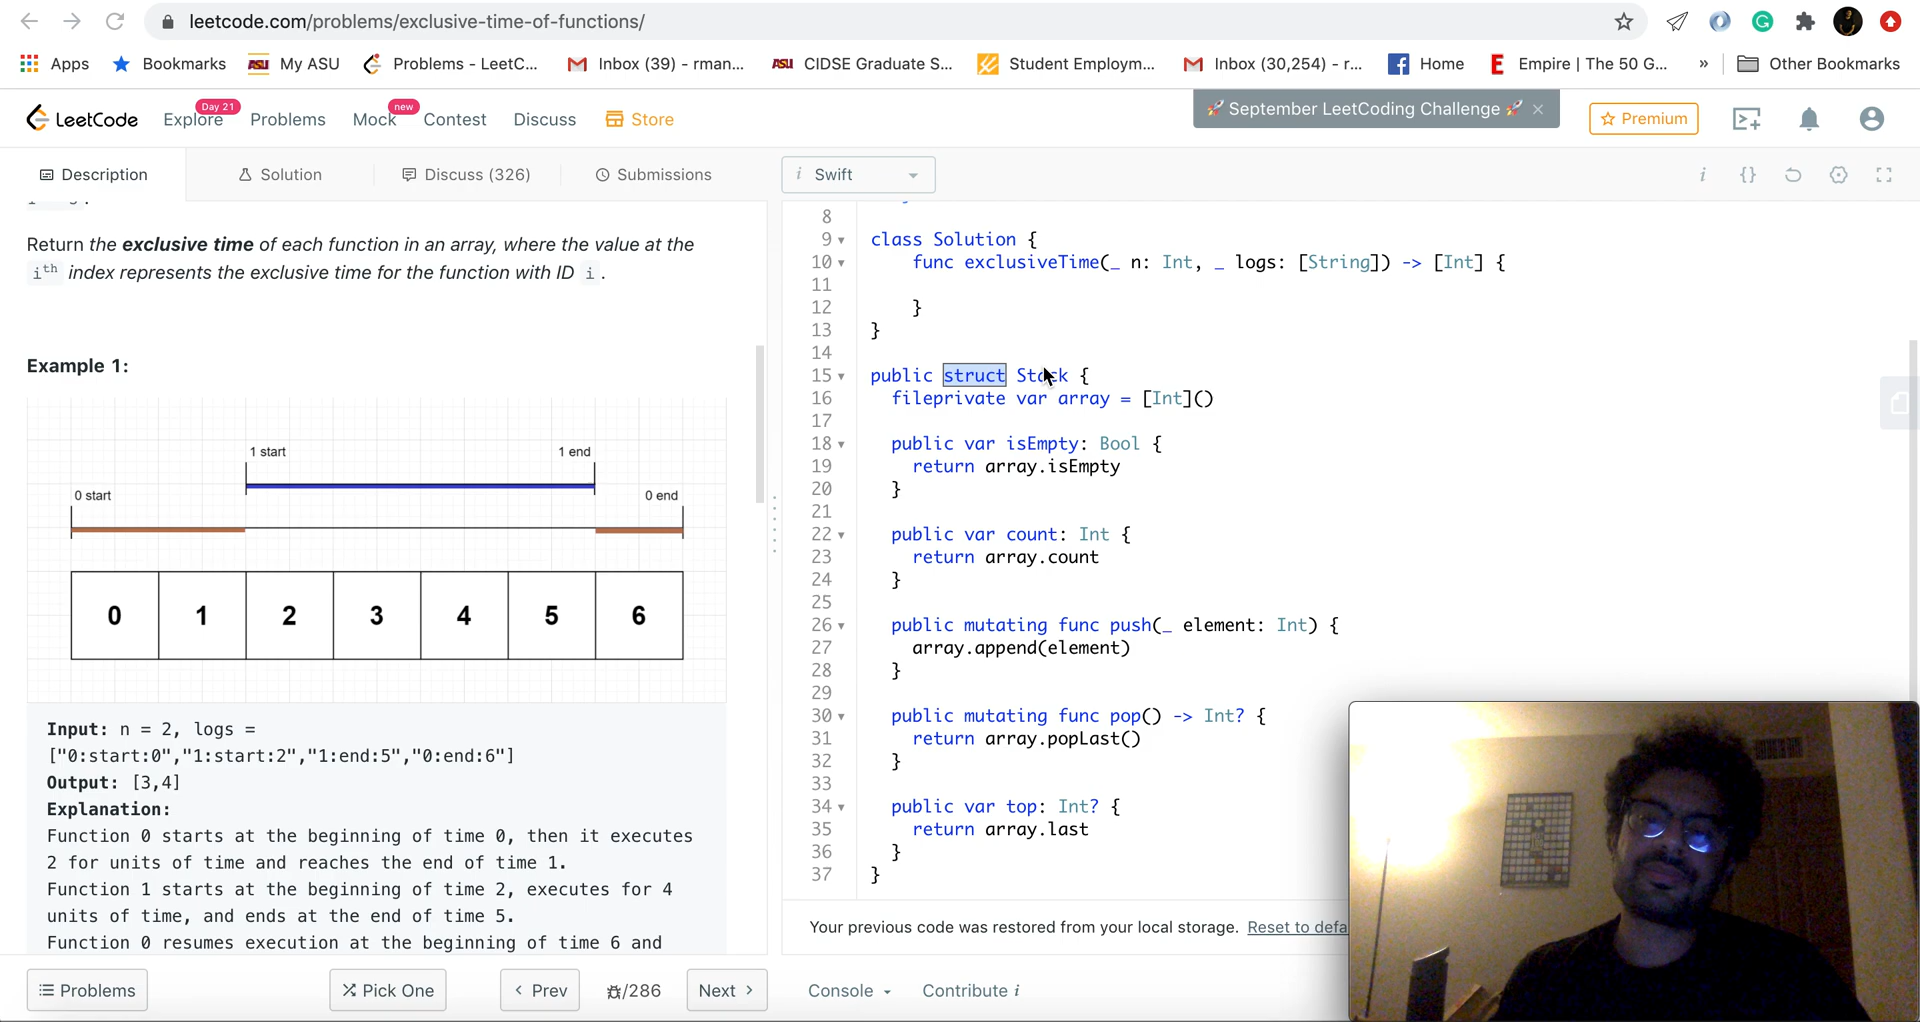 leetcode.com/problems/exclusive-time-of-functions/
Apps Bookmarks My ASU Problems - LeetC... Inbox (39) - rman... CIDSE Graduate S... Student Employm... Inbox (30,254) - r... Home Empire | The 50 G... » Other Bookmarks
LeetCode Explore Day 21 Problems Mock new Contest Discuss Store September LeetCoding Challenge Premium
Description Solution Discuss (326) Submissions i Swift
Return the exclusive time of each function in an array, where the value at the
ith index represents the exclusive time for the function with ID i .
Example 1:
1 start 1 end
0 start 0 end
0 1 2 3 4 5 6
Input: n = 2, logs =
["0:start:0","1:start:2","1:end:5","0:end:6"]
Output: [3,4]
Explanation:
Function 0 starts at the beginning of time 0, then it executes
2 for units of time and reaches the end of time 1.
Function 1 starts at the beginning of time 2, executes for 4
units of time, and ends at the end of time 5.
Function 0 resumes execution at the beginning of time 6 and
8
9 class Solution {
10 func exclusiveTime(_ n: Int, _ logs: [String]) -> [Int] {
11
12 }
13 }
14
15 public struct Stack {
16 fileprivate var array = [Int]()
17
18 public var isEmpty: Bool {
19 return array.isEmpty
20 }
21
22 public var count: Int {
23 return array.count
24 }
25
26 public mutating func push(_ element: Int) {
27 array.append(element)
28 }
29
30 public mutating func pop() -> Int? {
31 return array.popLast()
32 }
33
34 public var top: Int? {
35 return array.last
36 }
37 }
Your previous code was restored from your local storage. Reset to defa
Problems Pick One Prev /286 Next Console Contribute i